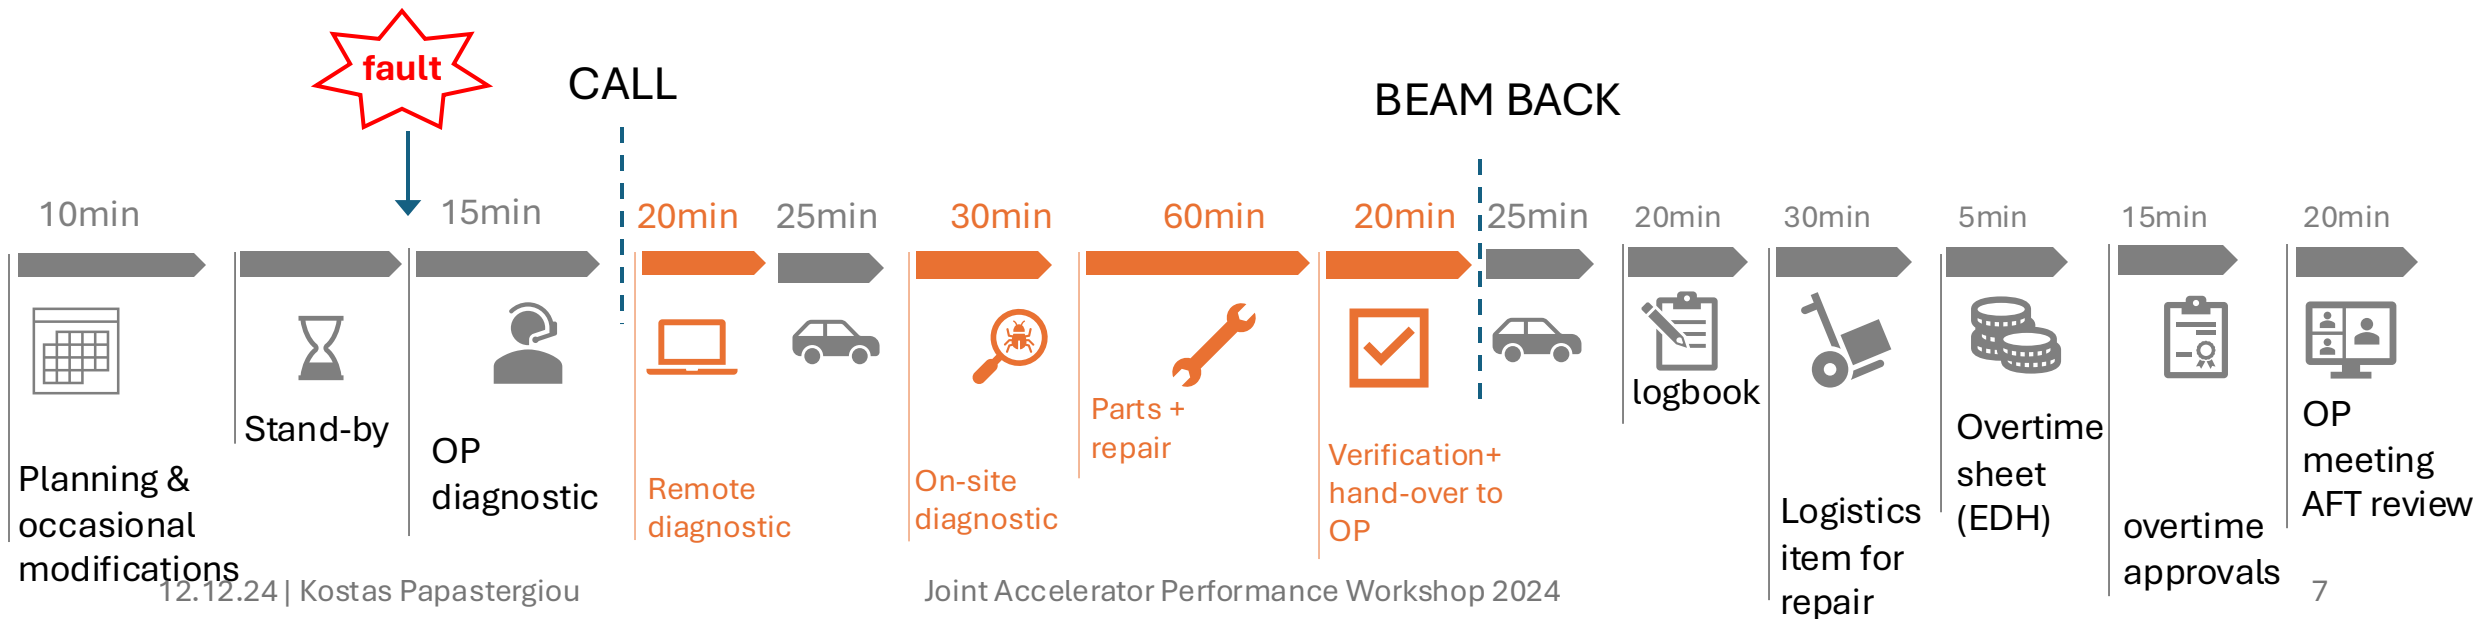 fault
CALL
BEAM BACK
10min
15min
20min
25min
30min
60min
20min
25min
20min
30min
5min
15min
20min
Planning &
occasional
modifications
Stand-by
OP
diagnostic
Remote
diagnostic
On-site
diagnostic
Parts +
repair
Verification+
hand-over to
OP
logbook
Logistics
item for
repair
Overtime
sheet
(EDH)
overtime
approvals
OP
meeting
AFT review
12.12.24 | Kostas Papastergiou
Joint Accelerator Performance Workshop 2024
7